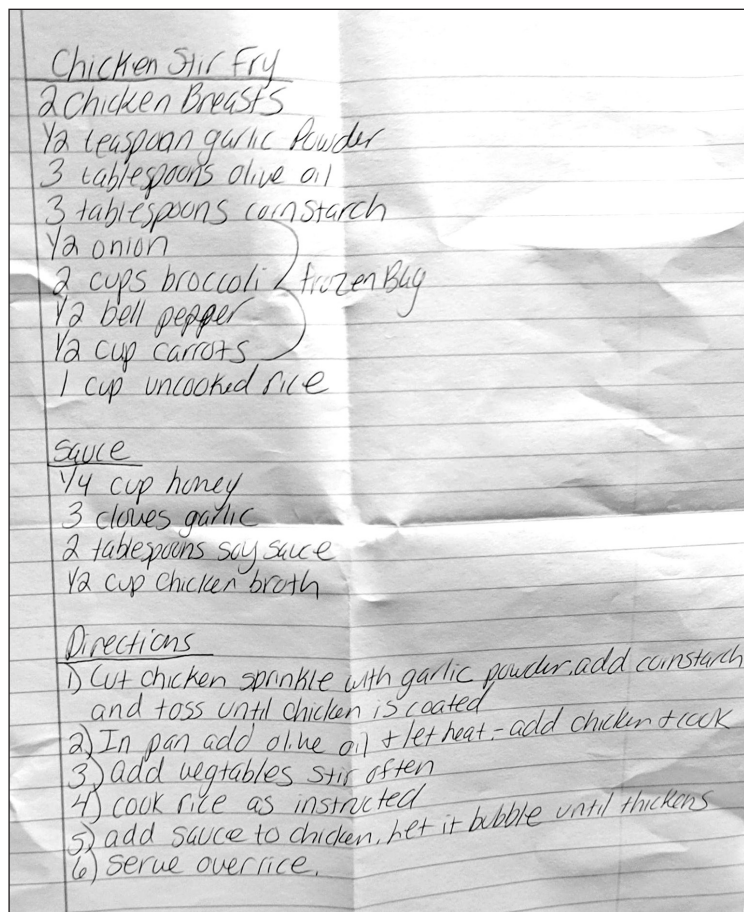 Chicken Stir Fry
2 Chicken Breasts
1/2 teaspoon garlic Powder
3 tablespoons olive oil
3 tablespoons cornstarch
1/2 onion
2 cups broccoli frozen Bag
1/2 bell pepper
1/2 cup carrots
1 cup uncooked rice
Sauce
1/4 cup honey
3 cloves garlic
2 tablespoons soy sauce
1/2 cup chicken broth
Directions
1) Cut chicken sprinkle with garlic powder, add cornstarch
and toss until chicken is coated
2) In pan add olive oil + let heat - add chicken + cook
3) add vegtables stir often
4) cook rice as instructed
5) add sauce to chicken, let it bubble until thickens
6) serve over rice.